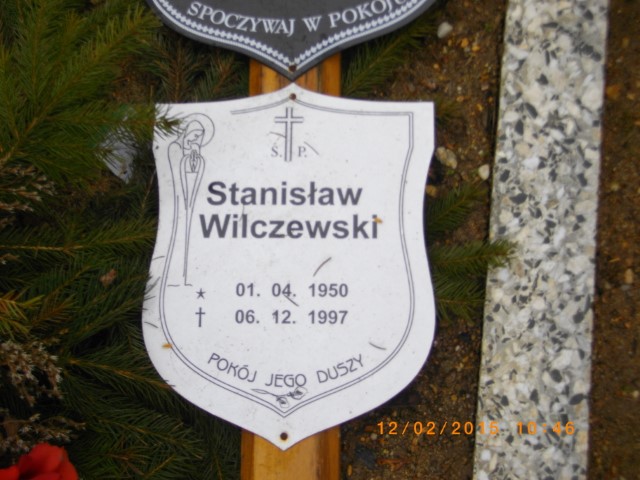 SPOCZYWAJ W POKOJU
Ś. P.
Stanisław
Wilczewski
★ 01. 04. 1950
† 06. 12. 1997
POKÓJ JEGO DUSZY
12/02/2015 10:46